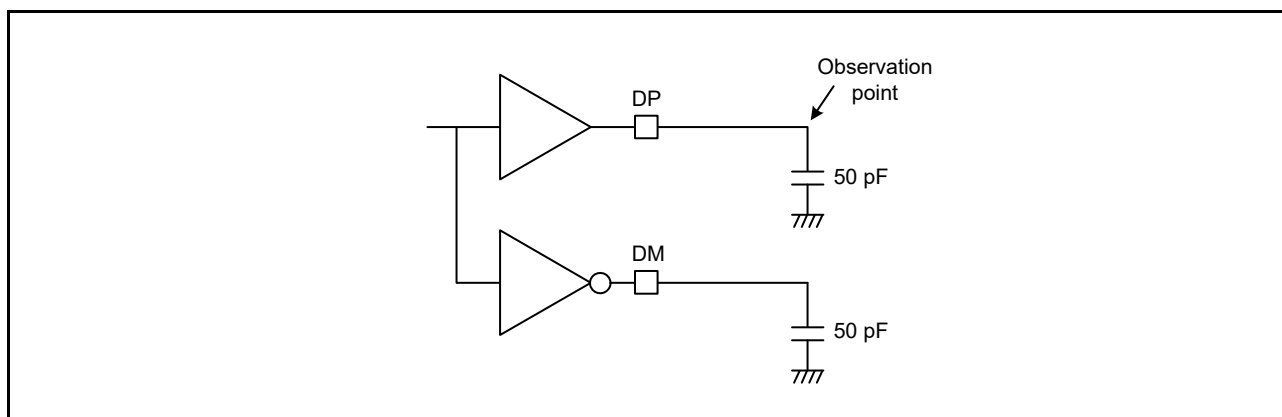 Observation
point
DP
50 pF
DM
50 pF